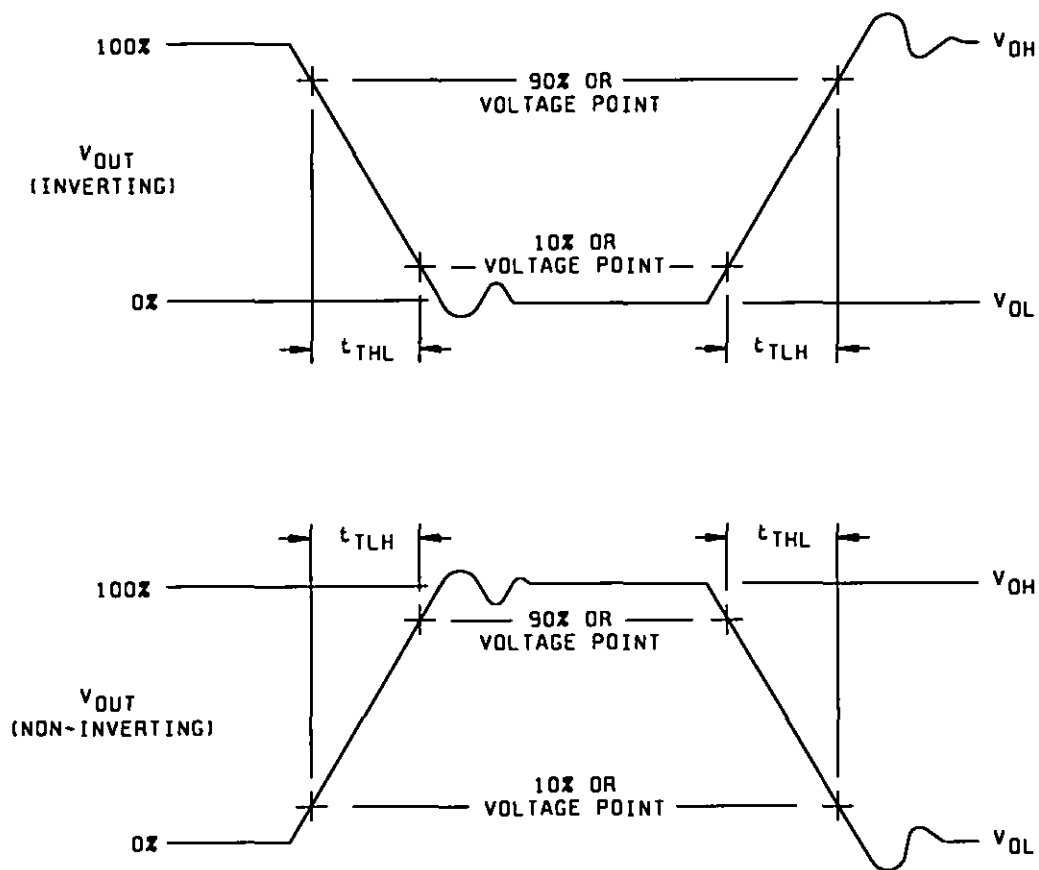 100%
V_OH
90% OR
VOLTAGE POINT
V_OUT
(INVERTING)
10% OR
VOLTAGE POINT
0%
V_OL
t_THL
t_TLH
t_TLH
t_THL
100%
V_OH
90% OR
VOLTAGE POINT
V_OUT
(NON-INVERTING)
10% OR
VOLTAGE POINT
0%
V_OL